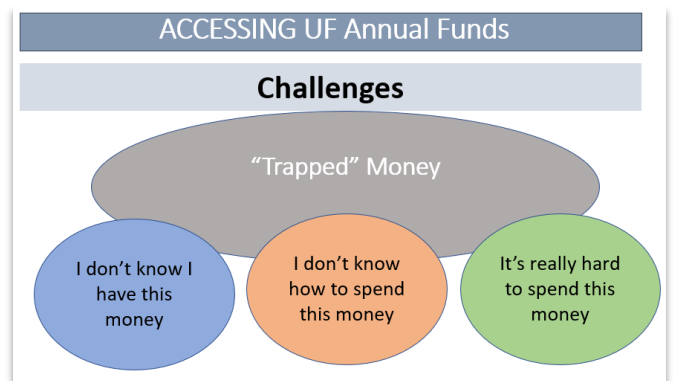 ACCESSING UF Annual Funds
Challenges
“Trapped” Money
I don’t know I
have this
money
I don’t know
how to spend
this money
It’s really hard
to spend this
money